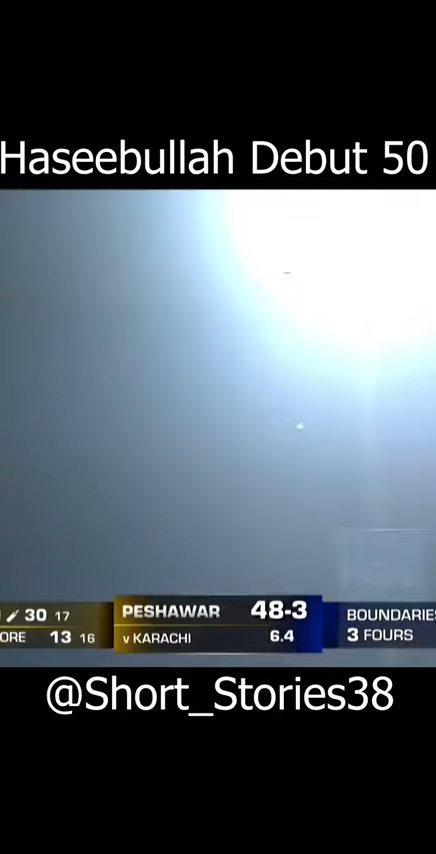 Haseebullah Debut 50
30 17
ORE 13 16
PESHAWAR 48-3
v KARACHI 6.4
BOUNDARIES
3 FOURS
@Short_Stories38